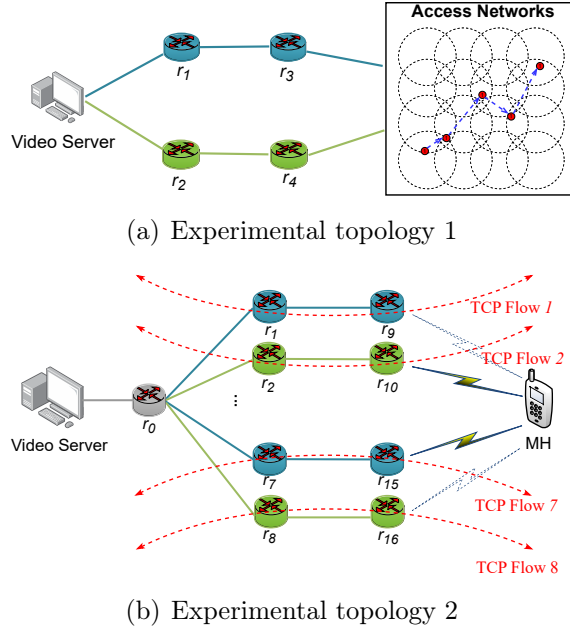 Access Networks
r1
r3
Video Server
r2
r4
(a) Experimental topology 1
TCP Flow 1
r1
r9
TCP Flow 2
r2
r10
...
r0
Video Server
MH
r7
r15
TCP Flow 7
r8
r16
TCP Flow 8
(b) Experimental topology 2